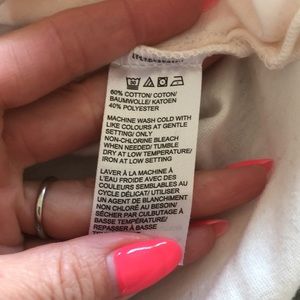 60% COTTON/ COTON/
BAUMWOLLE/ KATOEN
40% POLYESTER
MACHINE WASH COLD WITH
LIKE COLOURS AT GENTLE
SETTING/ ONLY
NON-CHLORINE BLEACH
WHEN NEEDED/ TUMBLE
DRY AT LOW TEMPERATURE/
IRON AT LOW SETTING
LAVER À LA MACHINE À
L'EAU FROIDE AVEC DES
COULEURS SEMBLABLES AU
CYCLE DÉLICAT/ UTILISER
UN AGENT DE BLANCHIMENT
NON CHLORE AU BESOIN/
SÉCHER PAR CULBUTAGE À
BASSE TEMPÉRATURE/
REPASSER À BASSE